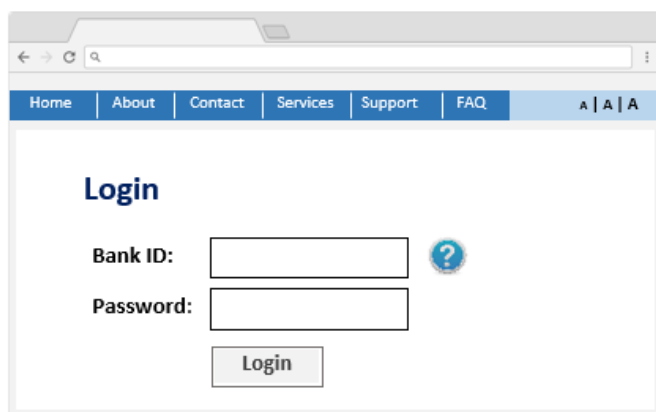 Home About Contact Services Support FAQ A A A
Login
Bank ID: ?
Password:
Login